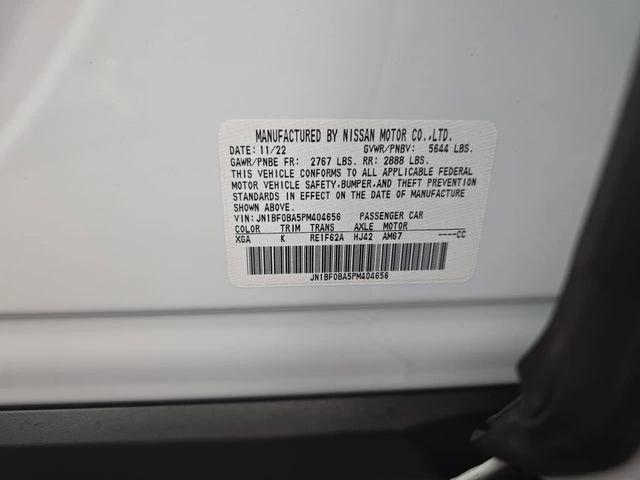 MANUFACTURED BY NISSAN MOTOR CO.,LTD.
DATE: 11/22 GVWR/PNBV: 5644 LBS.
GAWR/PNBE FR: 2767 LBS. RR: 2888 LBS.
THIS VEHICLE CONFORMS TO ALL APPLICABLE FEDERAL
MOTOR VEHICLE SAFETY,BUMPER,AND THEFT PREVENTION
STANDARDS IN EFFECT ON THE DATE OF MANUFACTURE
SHOWN ABOVE.
VIN: JN1BF0BA5PM404656 PASSENGER CAR
COLOR TRIM TRANS AXLE MOTOR
XGA K RE1F62A HJ42 AM67 ----CC
JN1BF0BA5PM404656